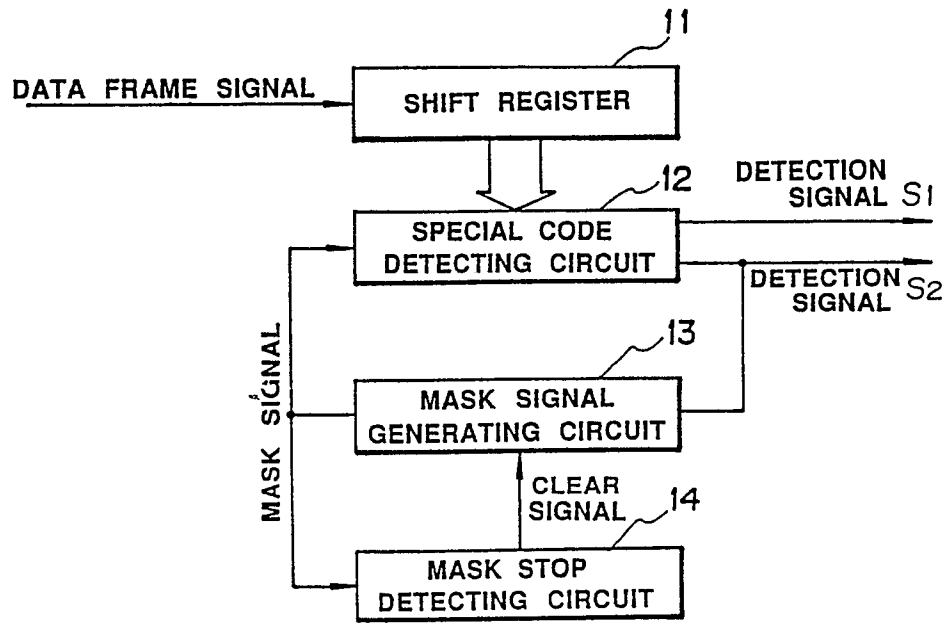 11
DATA FRAME SIGNAL
SHIFT REGISTER
12
DETECTION
SIGNAL S1
SPECIAL CODE
DETECTING CIRCUIT
DETECTION
SIGNAL S2
13
MASK SIGNAL
MASK SIGNAL
GENERATING CIRCUIT
CLEAR
SIGNAL
14
MASK STOP
DETECTING CIRCUIT